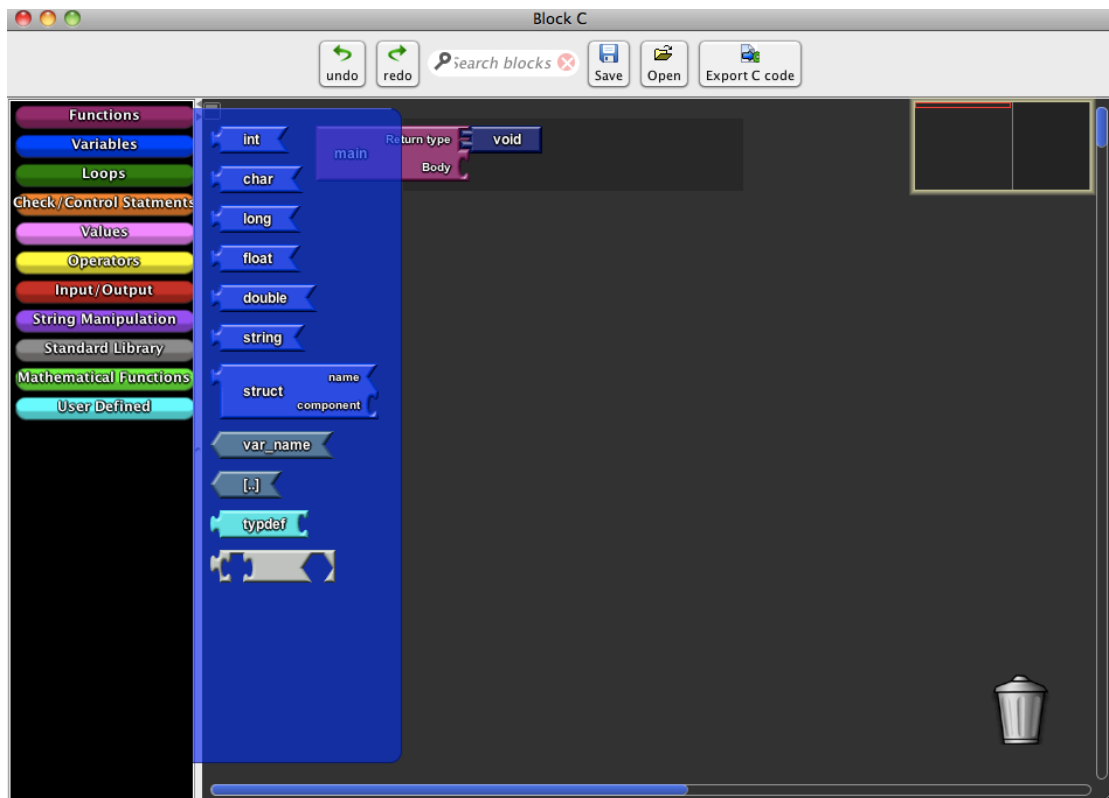 Block C
undo
redo
Search blocks
Save
Open
Export C code
Functions
Variables
Loops
Check/Control Statments
Values
Operators
Input/Output
String Manipulation
Standard Library
Mathematical Functions
User Defined
int
char
long
float
double
string
struct
name
component
var_name
[..]
typdef
main
Return type
void
Body